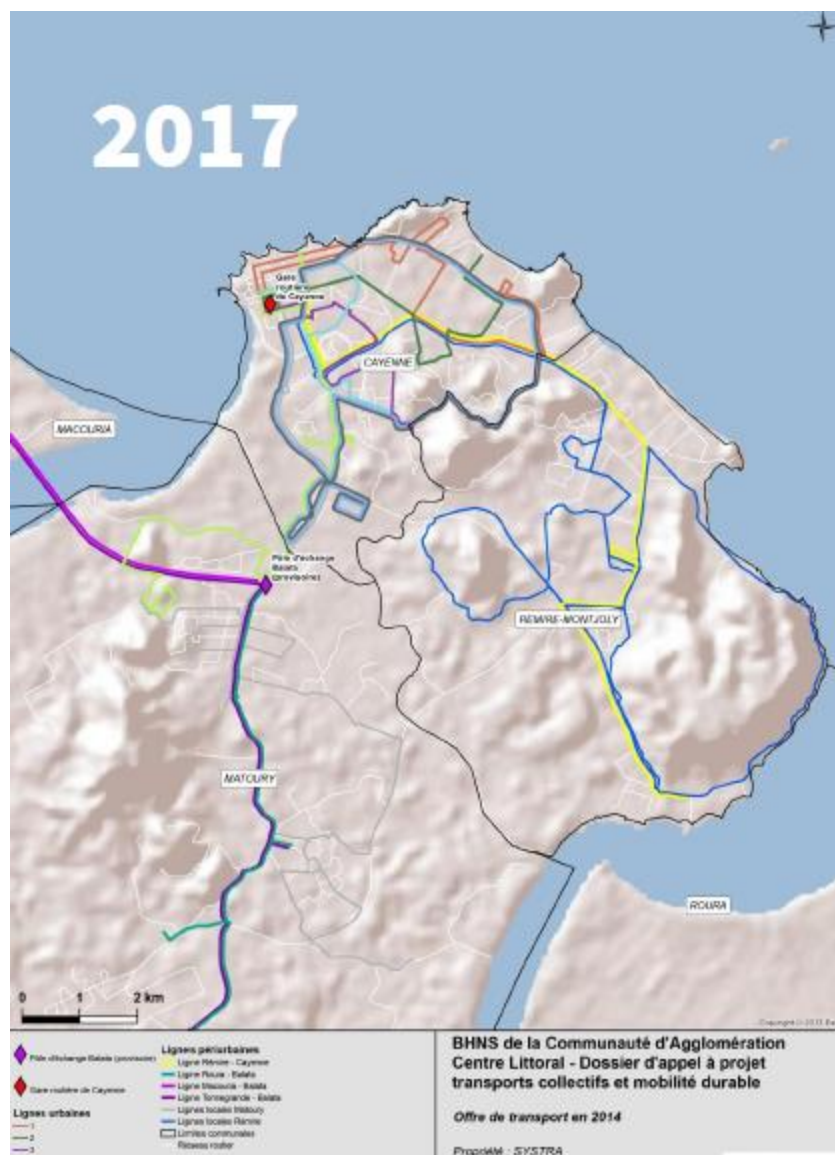 2017
Gare
routière
de Cayenne
CAYENNE
MACOURIA
Pôle d'échange
Balata
(provisoire)
REMIRE-MONTJOLY
MATOURY
ROURA
0 1 2 km
Pôle d'échange Balata (provisoire)
Gare routière de Cayenne
Lignes urbaines
1
2
3
Lignes périurbaines
Ligne Rémire - Cayenne
Ligne Roura - Balata
Ligne Macouria - Balata
Ligne Tonnegrande - Balata
Lignes locales Matoury
Lignes locales Rémire
Limites communales
Réseau routier
BHNS de la Communauté d'Agglomération
Centre Littoral - Dossier d'appel à projet
transports collectifs et mobilité durable
Offre de transport en 2014
Propriété : SYSTRA